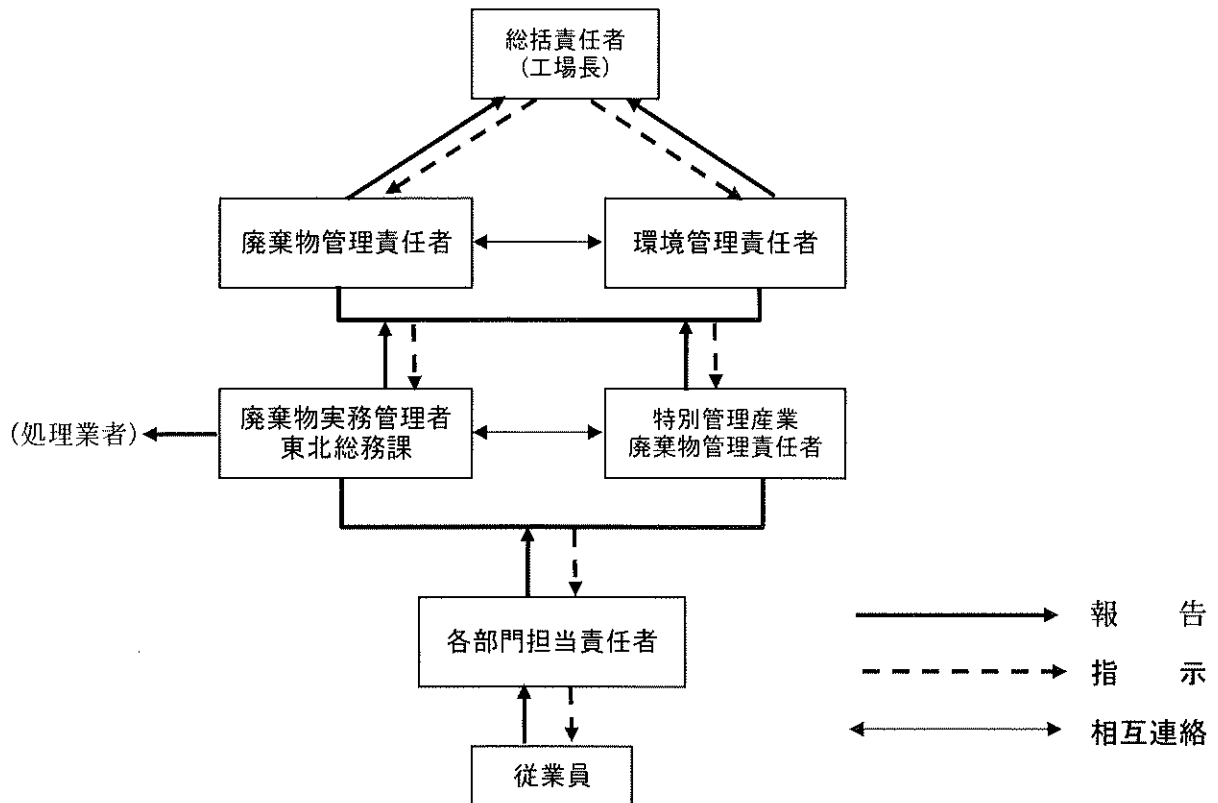 総括責任者
(工場長)
廃棄物管理責任者
環境管理責任者
(処理業者)
廃棄物実務管理者
東北総務課
特別管理産業
廃棄物管理責任者
各部門担当責任者
従業員
報　　告
指　　示
相互連絡